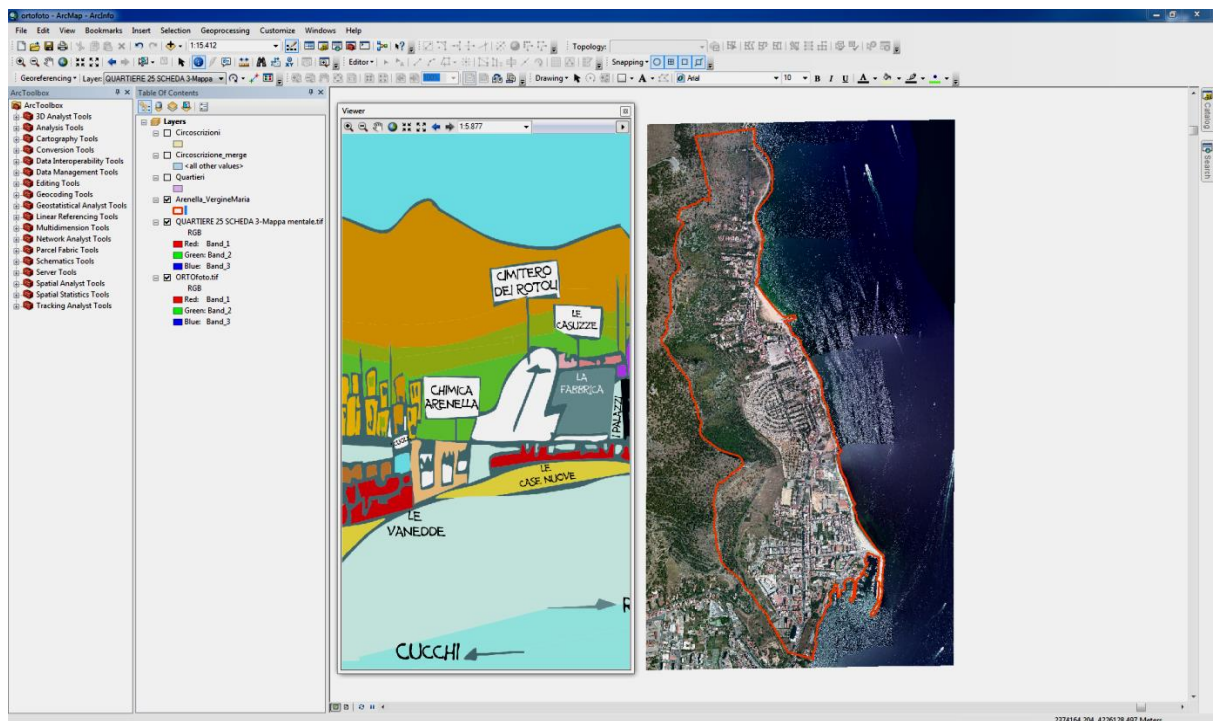 ortofoto - ArcMap - ArcInfo
File Edit View Bookmarks Insert Selection Geoprocessing Customize Windows Help
1:15.412
Topology:
Editor
Snapping
Georeferencing Layer: QUARTIERE 25 SCHEDA 3-Mappa
Drawing
A
Arial
10
B I U A
ArcToolbox
ArcToolbox
3D Analyst Tools
Analysis Tools
Cartography Tools
Conversion Tools
Data Interoperability Tools
Data Management Tools
Editing Tools
Geocoding Tools
Geostatistical Analyst Tools
Linear Referencing Tools
Multidimension Tools
Network Analyst Tools
Parcel Fabric Tools
Schematics Tools
Server Tools
Spatial Analyst Tools
Spatial Statistics Tools
Tracking Analyst Tools
Table Of Contents
Layers
Circoscrizioni
Circoscrizione_merge
<all other values>
Quartieri
Arenella_VergineMaria
QUARTIERE 25 SCHEDA 3-Mappa mentale.tif
RGB
Red: Band_1
Green: Band_2
Blue: Band_3
ORTOfoto.tif
RGB
Red: Band_1
Green: Band_2
Blue: Band_3
Viewer
1:5.877
CIMITERO
DEI ROTOLI
LE
CASUZZE
LA
FABBRICA
I PALAZZI
CHIMICA
ARENELLA
LE
CASE NUOVE
LE
VANEDDE
R
CUCCHI
Catalog
Search
2374164,204 4226128,497 Meters